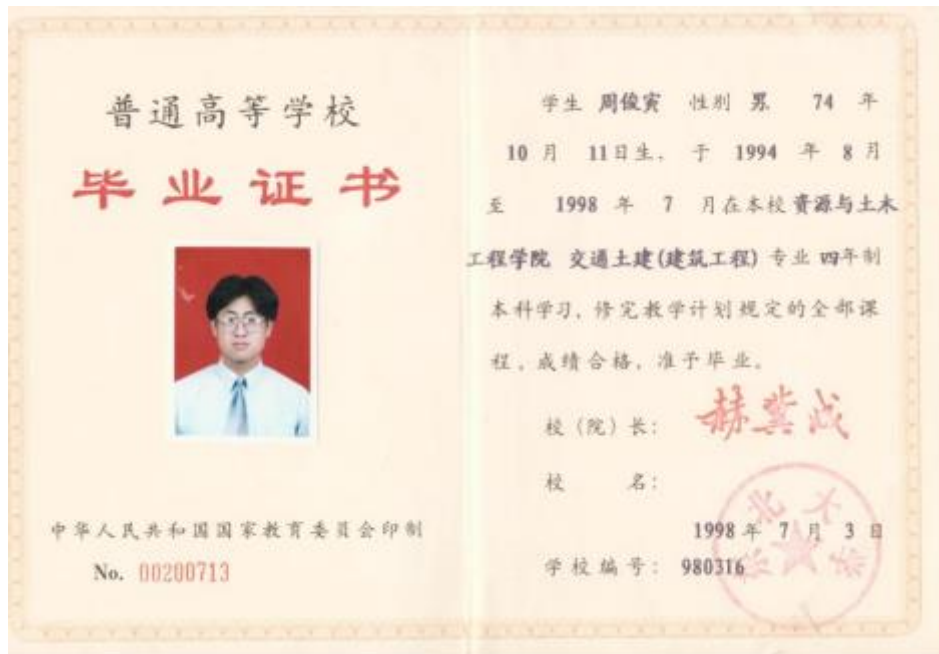 普通高等学校
毕业证书
中华人民共和国国家教育委员会印制
No. 00200713
学生 周俊寅 性别 男 74 年
10 月 11日生, 于 1994 年 8 月
至 1998 年 7 月在本校 资源与土木
工程学院 交通土建(建筑工程) 专业 四年制
本科学习, 修完教学计划规定的全部课
程, 成绩合格, 准予毕业。
校 (院) 长: 赫冀成
校 名:
1998 年 7 月 3 日
学校编号: 980316
北大学